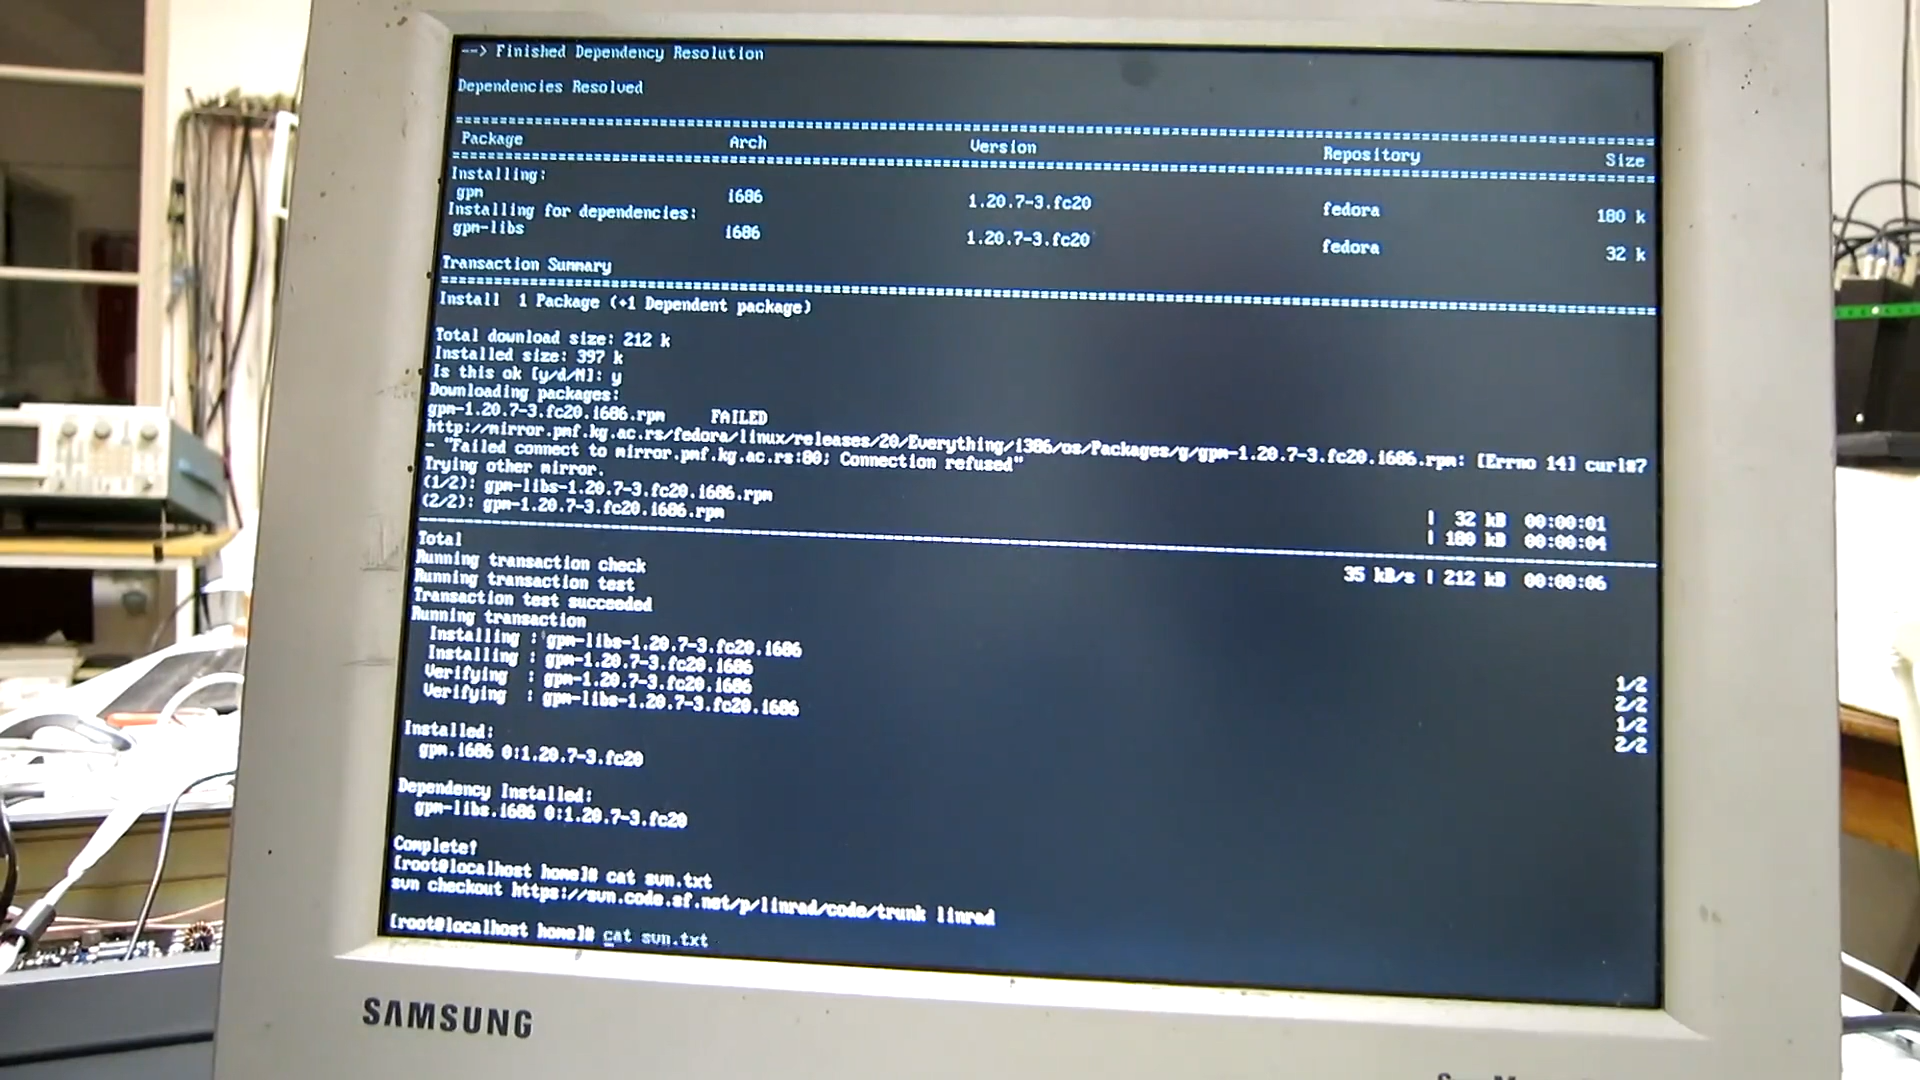 --> Finished Dependency Resolution
Dependencies Resolved
Package Arch Version Repository Size
Installing:
gpm i686 1.20.7-3.fc20 fedora 180 k
Installing for dependencies:
gpm-libs i686 1.20.7-3.fc20 fedora 32 k
Transaction Summary
Install 1 Package (+1 Dependent package)
Total download size: 212 k
Installed size: 397 k
Is this ok [y/d/N]: y
Downloading packages:
gpm-1.20.7-3.fc20.i686.rpm FAILED
http://mirror.pmf.kg.ac.rs/fedora/linux/releases/20/Everything/i386/os/Packages/g/gpm-1.20.7-3.fc20.i686.rpm: [Errno 14] curl#7
- "Failed connect to mirror.pmf.kg.ac.rs:80; Connection refused"
Trying other mirror.
(1/2): gpm-libs-1.20.7-3.fc20.i686.rpm | 32 kB 00:00:01
(2/2): gpm-1.20.7-3.fc20.i686.rpm | 180 kB 00:00:04
Total 35 kB/s | 212 kB 00:00:06
Running transaction check
Running transaction test
Transaction test succeeded
Running transaction
Installing : gpm-libs-1.20.7-3.fc20.i686 1/2
Installing : gpm-1.20.7-3.fc20.i686 2/2
Verifying : gpm-1.20.7-3.fc20.i686 1/2
Verifying : gpm-libs-1.20.7-3.fc20.i686 2/2
Installed:
gpm.i686 0:1.20.7-3.fc20
Dependency Installed:
gpm-libs.i686 0:1.20.7-3.fc20
Complete!
[root@localhost home]# cat svn.txt
svn checkout https://svn.code.sf.net/p/linrad/code/trunk linrad
[root@localhost home]# cat svn.txt
SAMSUNG